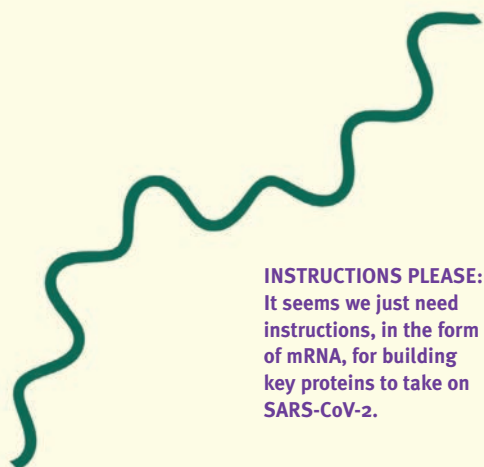 INSTRUCTIONS PLEASE:
It seems we just need
instructions, in the form
of mRNA, for building
key proteins to take on
SARS-CoV-2.